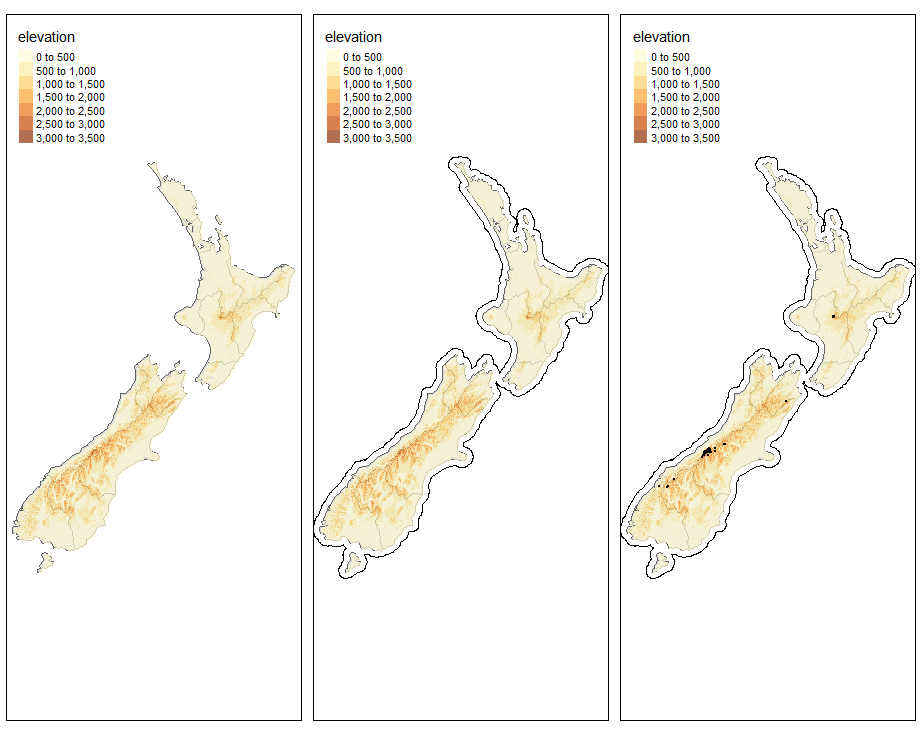 elevation
0 to 500
500 to 1,000
1,000 to 1,500
1,500 to 2,000
2,000 to 2,500
2,500 to 3,000
3,000 to 3,500
elevation
0 to 500
500 to 1,000
1,000 to 1,500
1,500 to 2,000
2,000 to 2,500
2,500 to 3,000
3,000 to 3,500
elevation
0 to 500
500 to 1,000
1,000 to 1,500
1,500 to 2,000
2,000 to 2,500
2,500 to 3,000
3,000 to 3,500